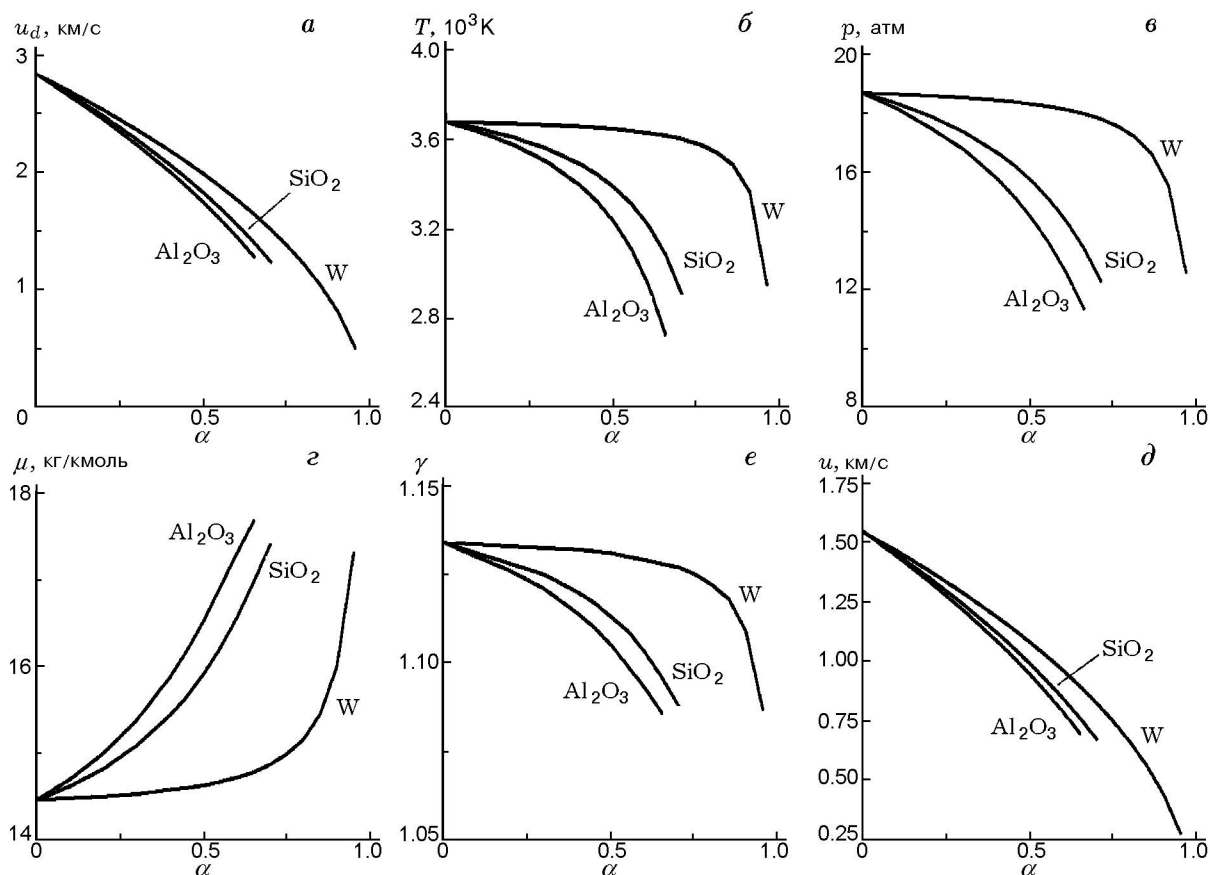 u_d, км/с
а
3
2
1
0
0.5
1.0
α
SiO₂
Al₂O₃
W
T, 10³K
б
4.0
3.6
3.2
2.8
2.4
0
0.5
1.0
α
W
SiO₂
Al₂O₃
p, атм
в
20
16
12
8
0
0.5
1.0
α
W
SiO₂
Al₂O₃
μ, кг/кмоль
г
18
16
14
0
0.5
1.0
α
Al₂O₃
SiO₂
W
γ
е
1.15
1.10
1.05
0
0.5
1.0
α
SiO₂
Al₂O₃
W
u, км/с
д
1.75
1.50
1.25
1.00
0.75
0.50
0.25
0
0.5
1.0
α
SiO₂
Al₂O₃
W